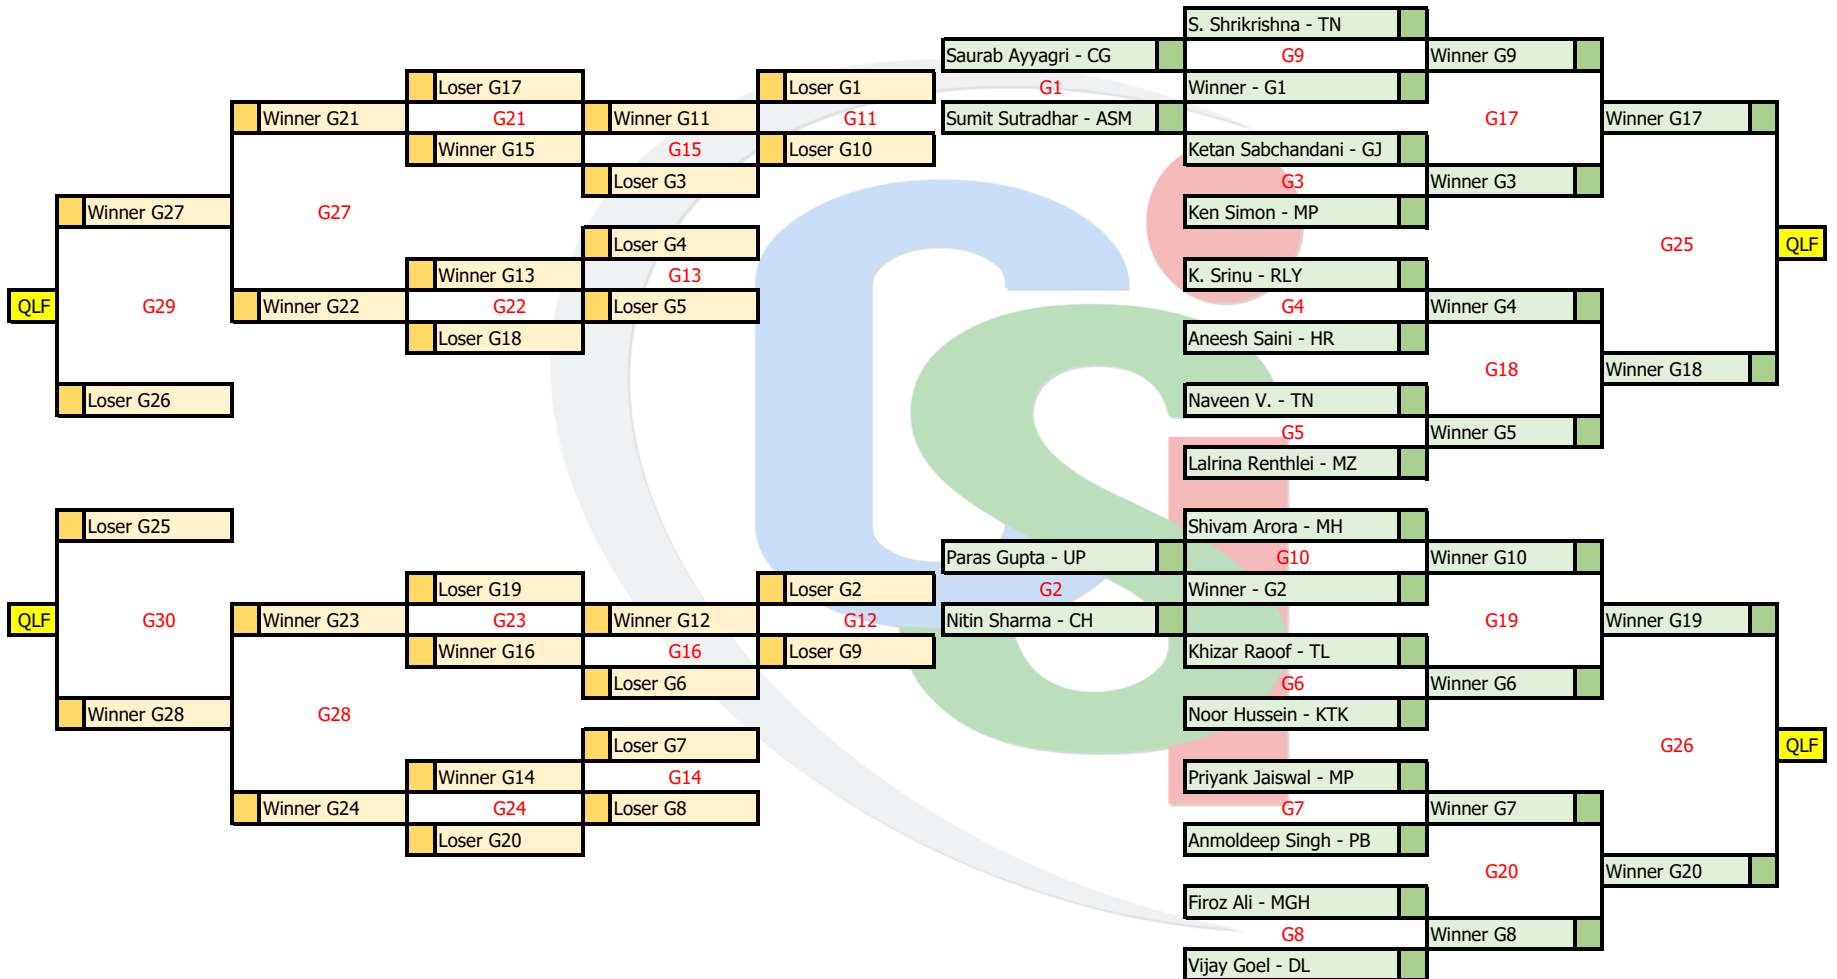 S. Shrikrishna - TN
Saurab Ayyagri - CG G9 Winner G9
Loser G17 Loser G1 G1 Winner - G1
Winner G21 G21 Winner G11 G11 Sumit Sutradhar - ASM G17 Winner G17
Winner G15 G15 Loser G10 Ketan Sabchandani - GJ
Loser G3 G3 Winner G3
Winner G27 G27 Ken Simon - MP
Loser G4 G25 QLF
Winner G13 G13 K. Srinu - RLY
QLF G29 Winner G22 G22 Loser G5 G4 Winner G4
Loser G18 Aneesh Saini - HR
G18 Winner G18
Loser G26 Naveen V. - TN
G5 Winner G5
Lalrina Renthlei - MZ
Loser G25 Shivam Arora - MH
Paras Gupta - UP G10 Winner G10
Loser G19 Loser G2 G2 Winner - G2
QLF G30 Winner G23 G23 Winner G12 G12 Nitin Sharma - CH G19 Winner G19
Winner G16 G16 Loser G9 Khizar Raoof - TL
Loser G6 G6 Winner G6
Winner G28 G28 Noor Hussein - KTK
Loser G7 G26 QLF
Winner G14 G14 Priyank Jaiswal - MP
Winner G24 G24 Loser G8 G7 Winner G7
Loser G20 Anmoldeep Singh - PB
G20 Winner G20
Firoz Ali - MGH
G8 Winner G8
Vijay Goel - DL